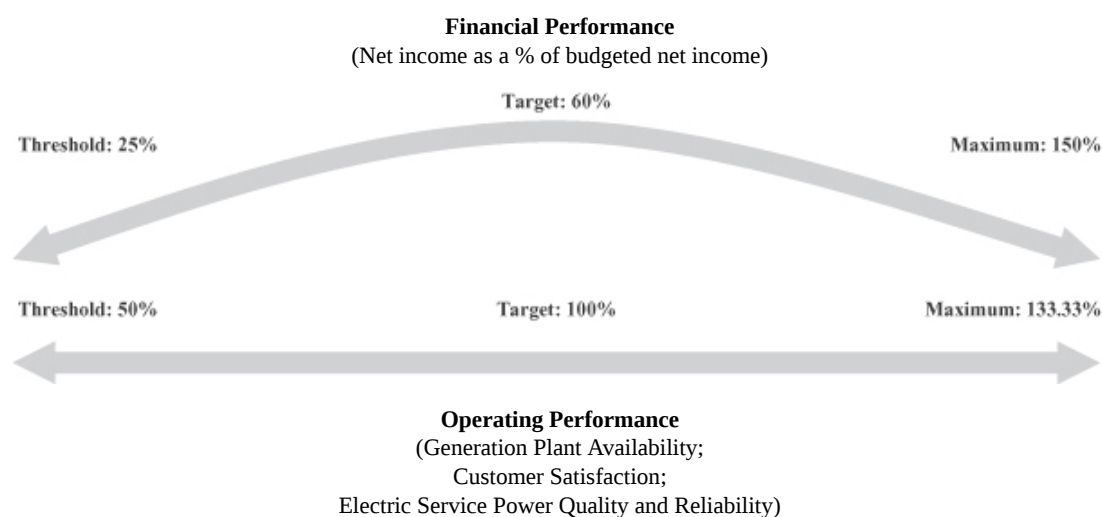 Financial Performance
(Net income as a % of budgeted net income)
Target: 60%
Threshold: 25%
Maximum: 150%
Threshold: 50%
Target: 100%
Maximum: 133.33%
Operating Performance
(Generation Plant Availability;
Customer Satisfaction;
Electric Service Power Quality and Reliability)